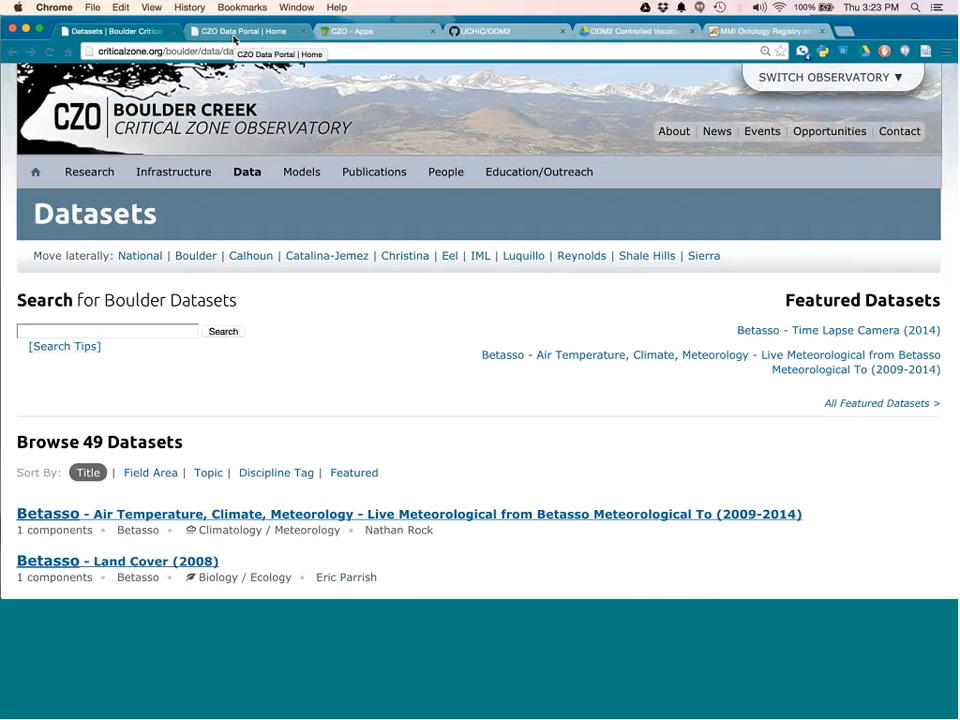 Chrome File Edit View History Bookmarks Window Help 100% Thu 3:23 PM
Datasets | Boulder Critical CZO Data Portal | Home CZO - Apps UCHIC/ODM2 ODM2 Controlled Vocabu MMI Ontology Registry an
criticalzone.org/boulder/data/da
CZO Data Portal | Home
SWITCH OBSERVATORY ▼
CZO BOULDER CREEK
CRITICAL ZONE OBSERVATORY
About News Events Opportunities Contact
Research Infrastructure Data Models Publications People Education/Outreach
Datasets
Move laterally: National | Boulder | Calhoun | Catalina-Jemez | Christina | Eel | IML | Luquillo | Reynolds | Shale Hills | Sierra
Search for Boulder Datasets
Search
[Search Tips]
Featured Datasets
Betasso - Time Lapse Camera (2014)
Betasso - Air Temperature, Climate, Meteorology - Live Meteorological from Betasso
Meteorological To (2009-2014)
All Featured Datasets >
Browse 49 Datasets
Sort By: Title | Field Area | Topic | Discipline Tag | Featured
Betasso - Air Temperature, Climate, Meteorology - Live Meteorological from Betasso Meteorological To (2009-2014)
1 components • Betasso • Climatology / Meteorology • Nathan Rock
Betasso - Land Cover (2008)
1 components • Betasso • Biology / Ecology • Eric Parrish